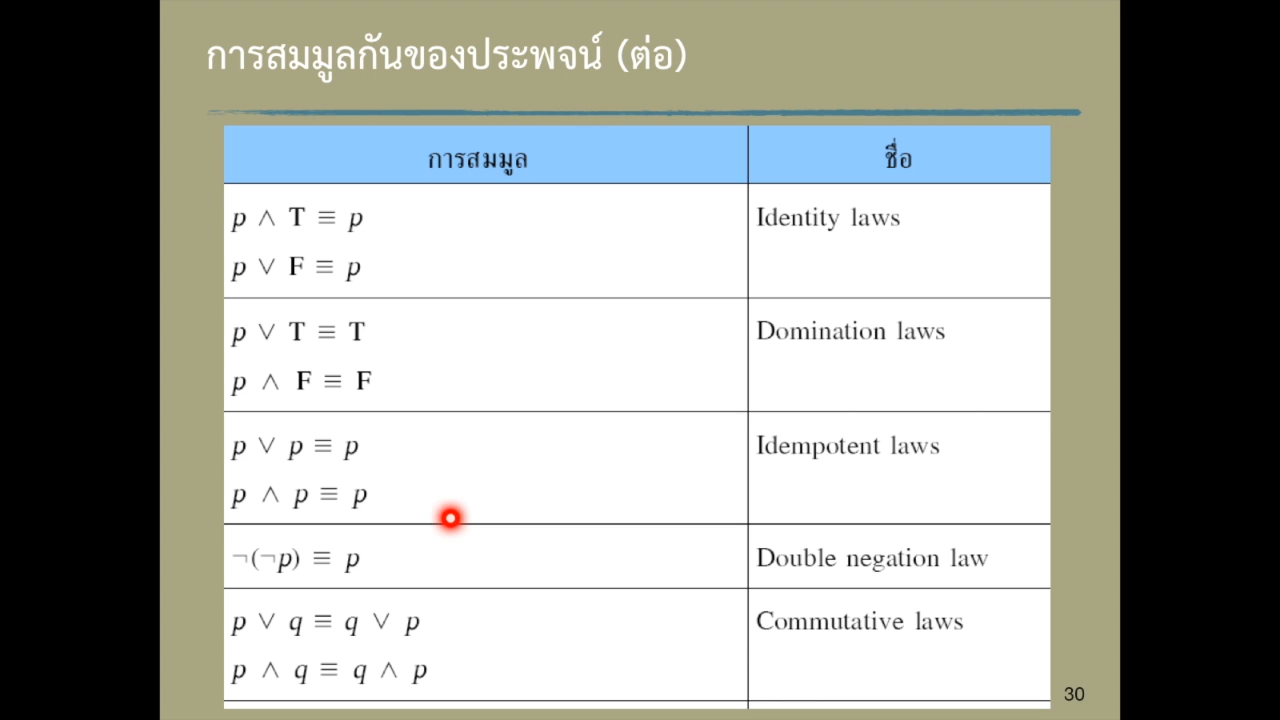 การสมมูลกันของประพจน์ (ต่อ)
การสมมูล ชื่อ
p ∧ T ≡ p Identity laws
p ∨ F ≡ p
p ∨ T ≡ T Domination laws
p ∧ F ≡ F
p ∨ p ≡ p Idempotent laws
p ∧ p ≡ p
¬(¬p) ≡ p Double negation law
p ∨ q ≡ q ∨ p Commutative laws
p ∧ q ≡ q ∧ p
30